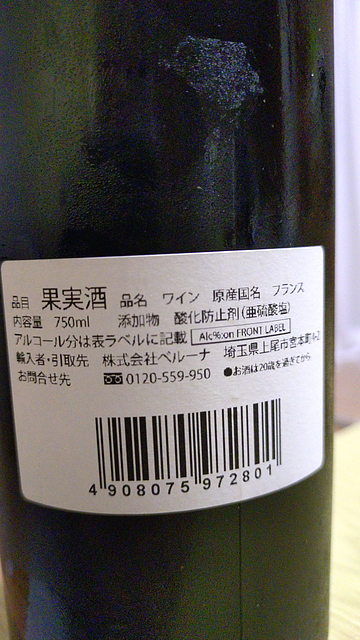 品目 果実酒 品名 ワイン 原産国名 フランス
内容量 750ml 添加物 酸化防止剤(亜硫酸塩)
アルコール分は表ラベルに記載 Alc%:on FRONT LABEL
輸入者・引取先 株式会社ベルーナ 埼玉県上尾市宮本町4-2
お問合せ先 0120-559-950 ●お酒は20歳を過ぎてから
4 908075 972801